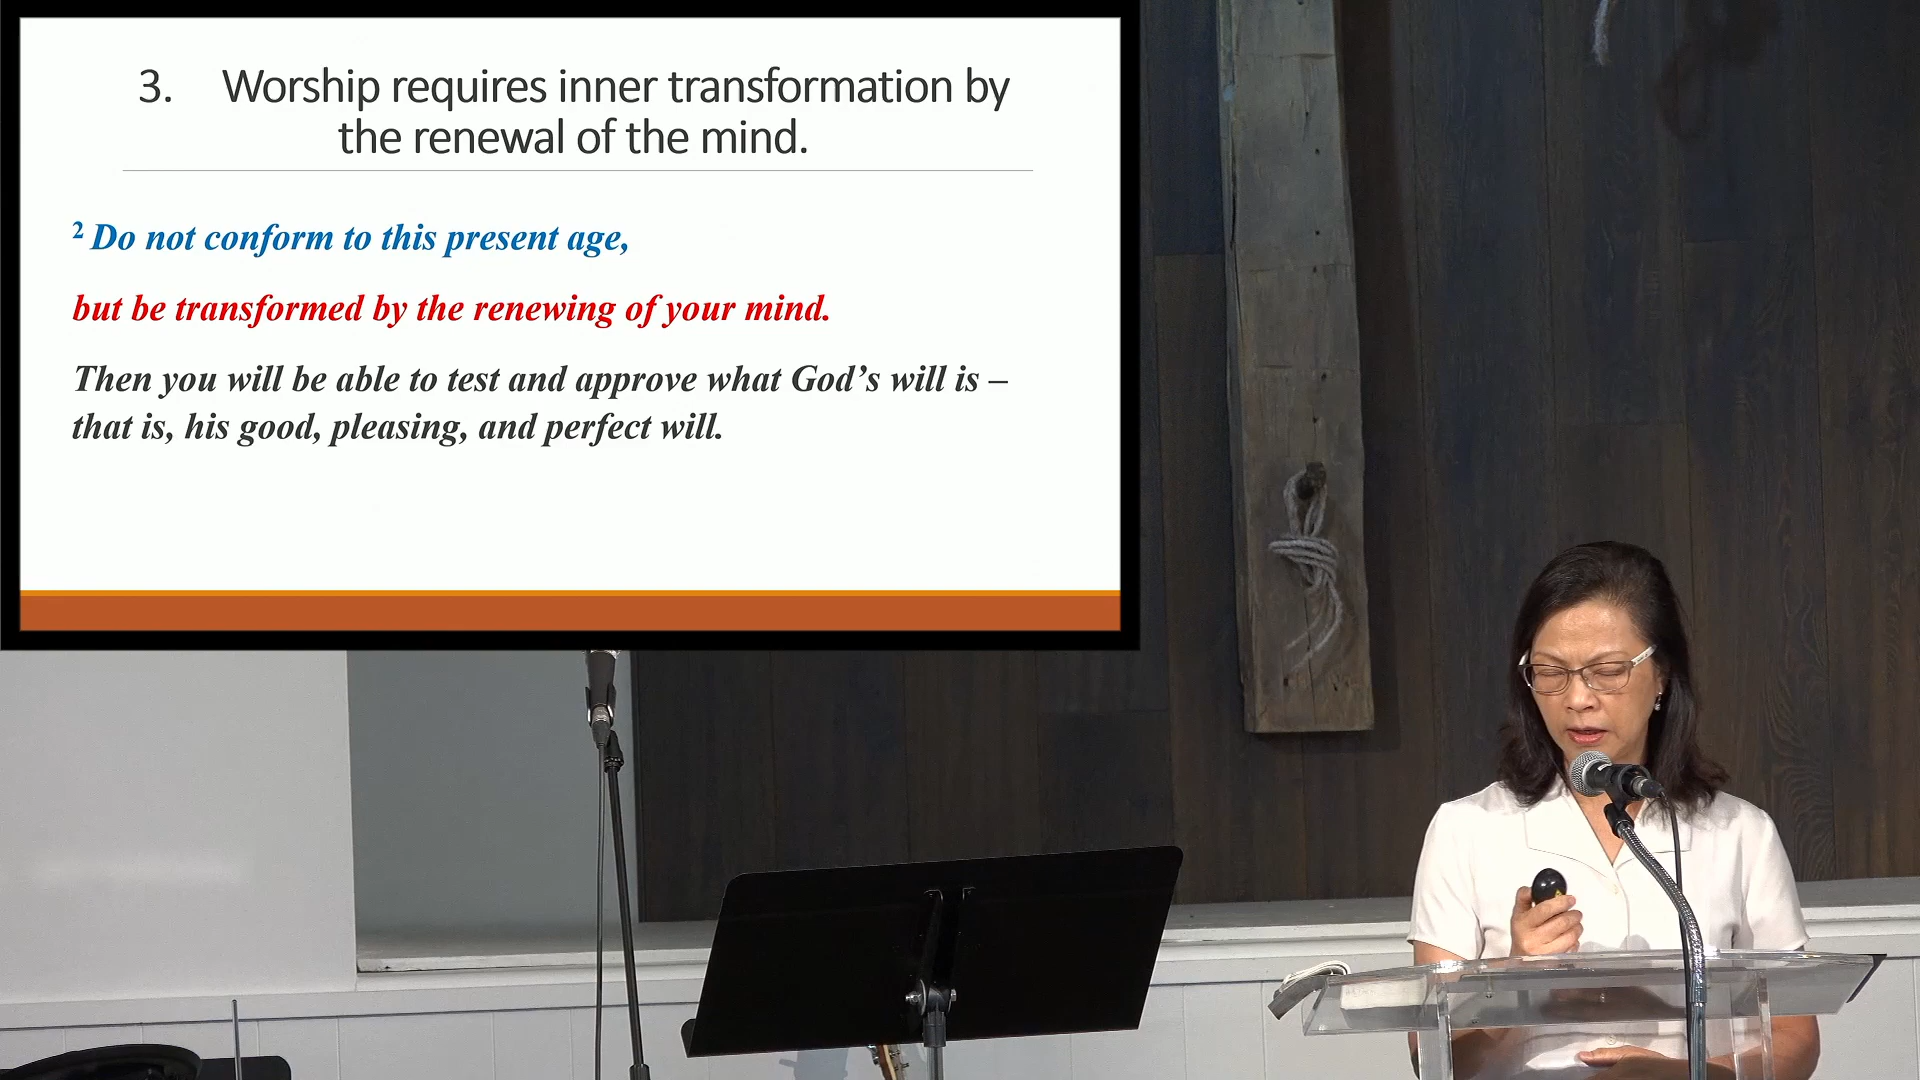 3. Worship requires inner transformation by
the renewal of the mind.
2 Do not conform to this present age,
but be transformed by the renewing of your mind.
Then you will be able to test and approve what God’s will is –
that is, his good, pleasing, and perfect will.